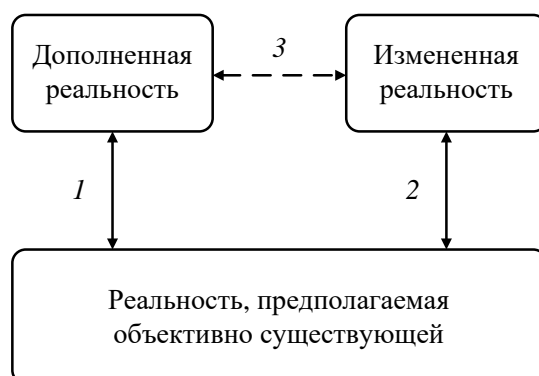 Дополненная
реальность
3
Измененная
реальность
1
2
Реальность, предполагаемая
объективно существующей